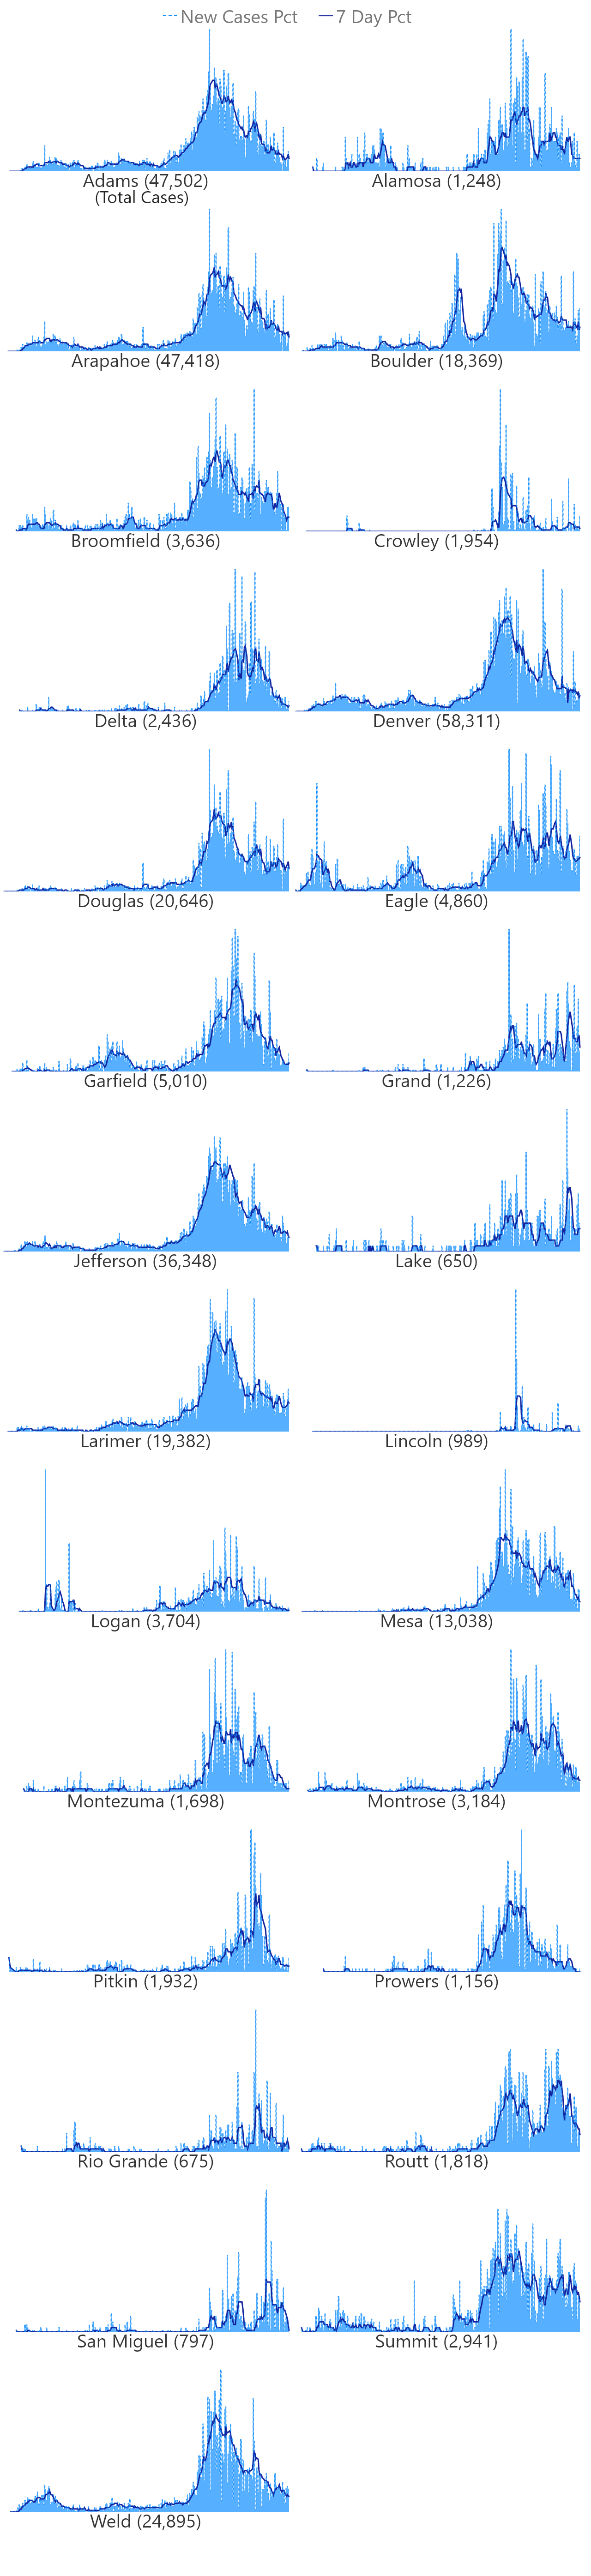 New Cases Pct 7 Day Pct
Adams (47,502) Alamosa (1,248)
(Total Cases)
Arapahoe (47,418) Boulder (18,369)
Broomfield (3,636) Crowley (1,954)
Delta (2,436) Denver (58,311)
Douglas (20,646) Eagle (4,860)
Garfield (5,010) Grand (1,226)
Jefferson (36,348) Lake (650)
Larimer (19,382) Lincoln (989)
Logan (3,704) Mesa (13,038)
Montezuma (1,698) Montrose (3,184)
Pitkin (1,932) Prowers (1,156)
Rio Grande (675) Routt (1,818)
San Miguel (797) Summit (2,941)
Weld (24,895)